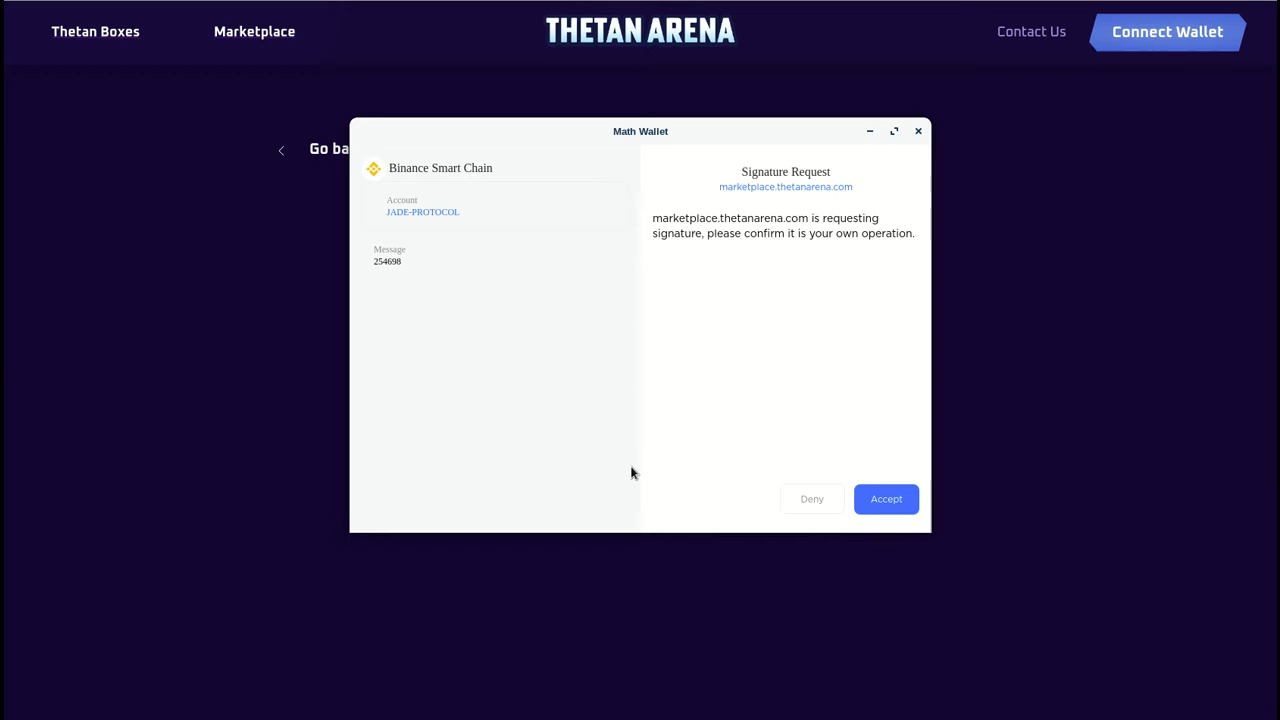 Thetan Boxes
Marketplace
THETAN ARENA
Contact Us
Connect Wallet
Go ba
Math Wallet
Binance Smart Chain
Account
JADE-PROTOCOL
Message
254698
Signature Request
marketplace.thetanarena.com
marketplace.thetanarena.com is requesting
signature, please confirm it is your own operation.
Deny
Accept